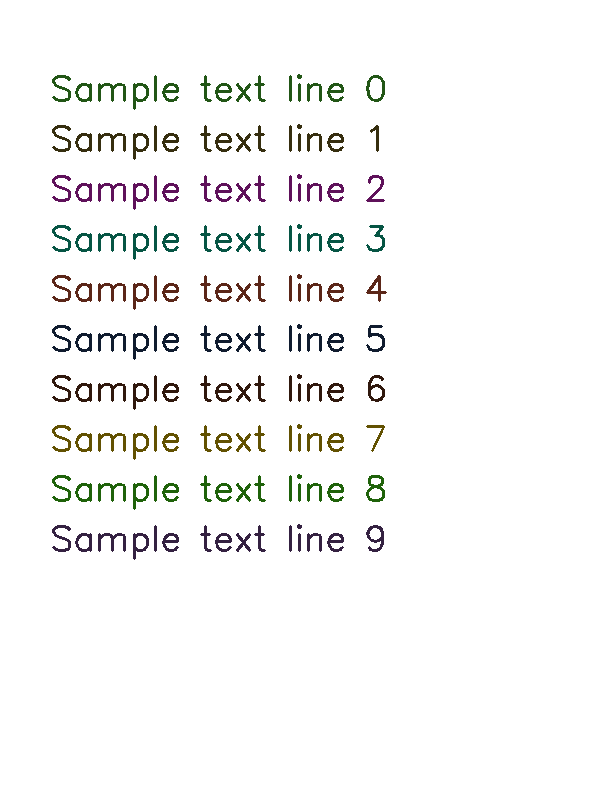 Sample text line 0
Sample text line 1
Sample text line 2
Sample text line 3
Sample text line 4
Sample text line 5
Sample text line 6
Sample text line 7
Sample text line 8
Sample text line 9